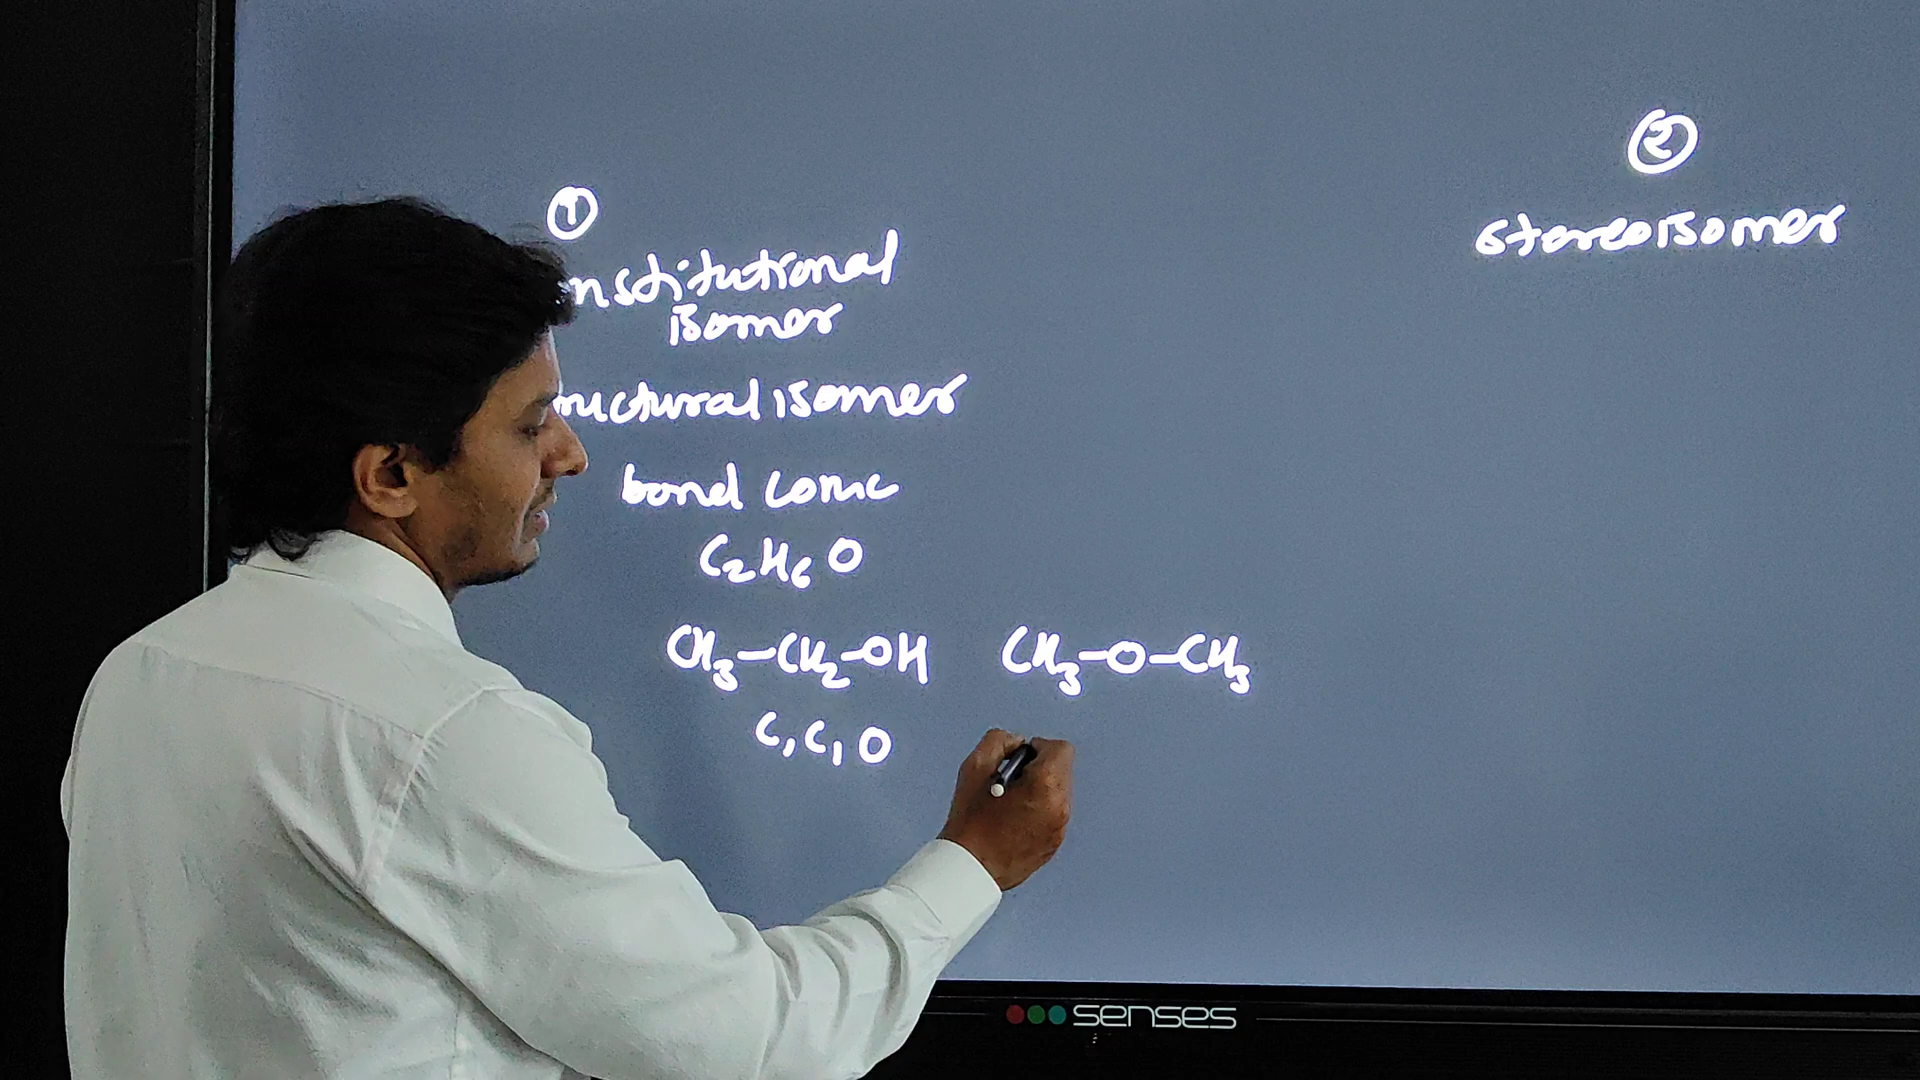 ①
nstitutional
isomer
ructural isomer
bond conc
C₂H₆O
CH₃-CH₂-OH CH₃-O-CH₃
C, C, O
②
stereoisomer
senses